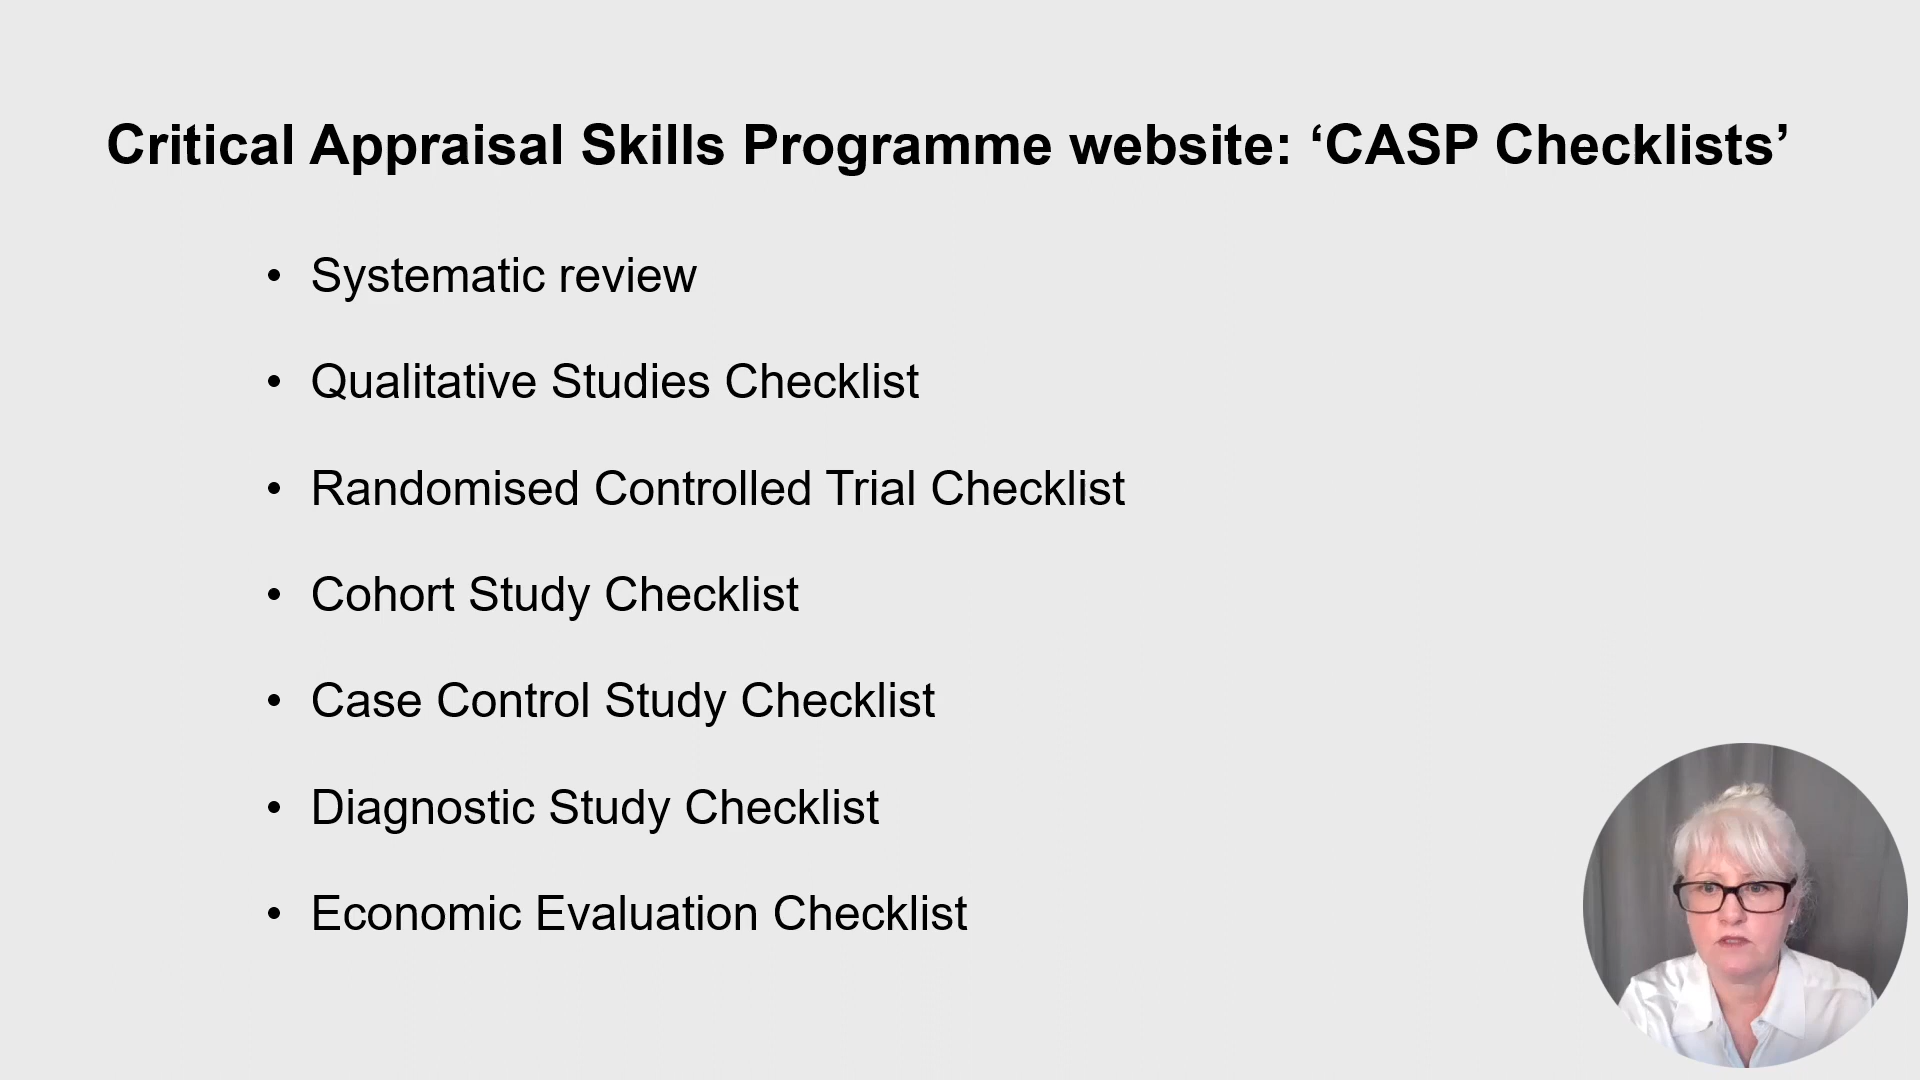 Critical Appraisal Skills Programme website: ‘CASP Checklists’
• Systematic review
• Qualitative Studies Checklist
• Randomised Controlled Trial Checklist
• Cohort Study Checklist
• Case Control Study Checklist
• Diagnostic Study Checklist
• Economic Evaluation Checklist